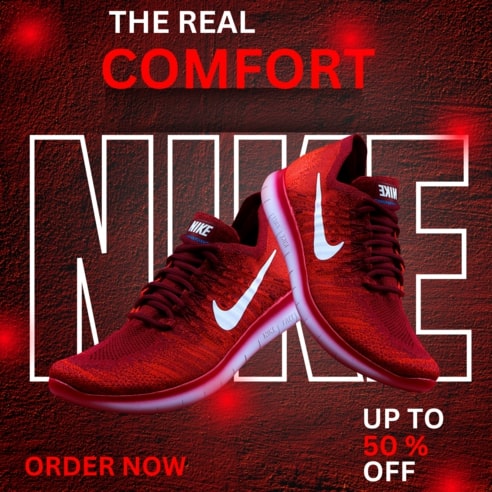 THE REAL
COMFORT
NIKE
NIKE
NIKE
UP TO
50 %
OFF
ORDER NOW